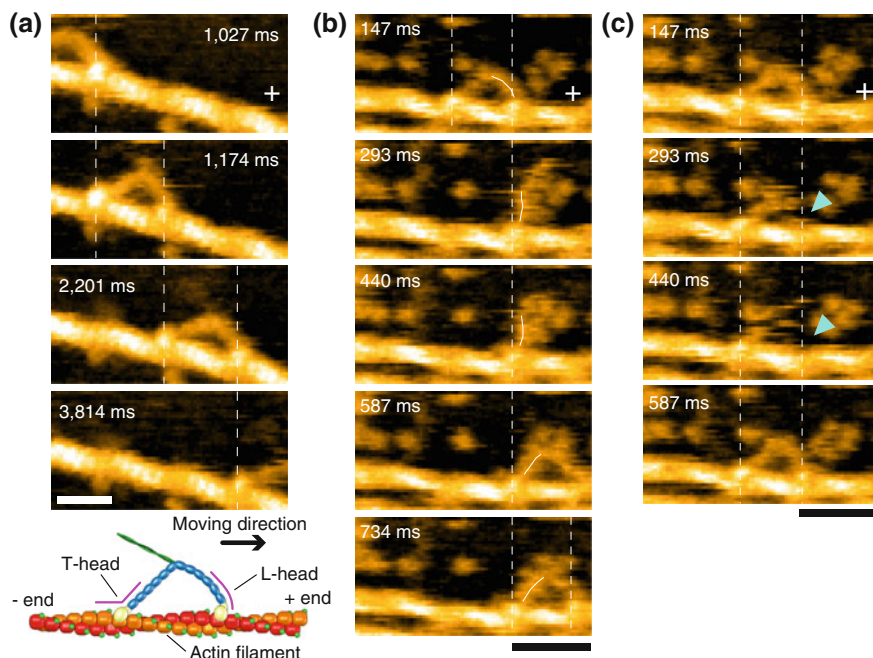 (a)
1,027 ms
+
1,174 ms
2,201 ms
3,814 ms
Moving direction
T-head
L-head
- end
+ end
Actin filament
(b)
147 ms
+
293 ms
440 ms
587 ms
734 ms
(c)
147 ms
+
293 ms
440 ms
587 ms